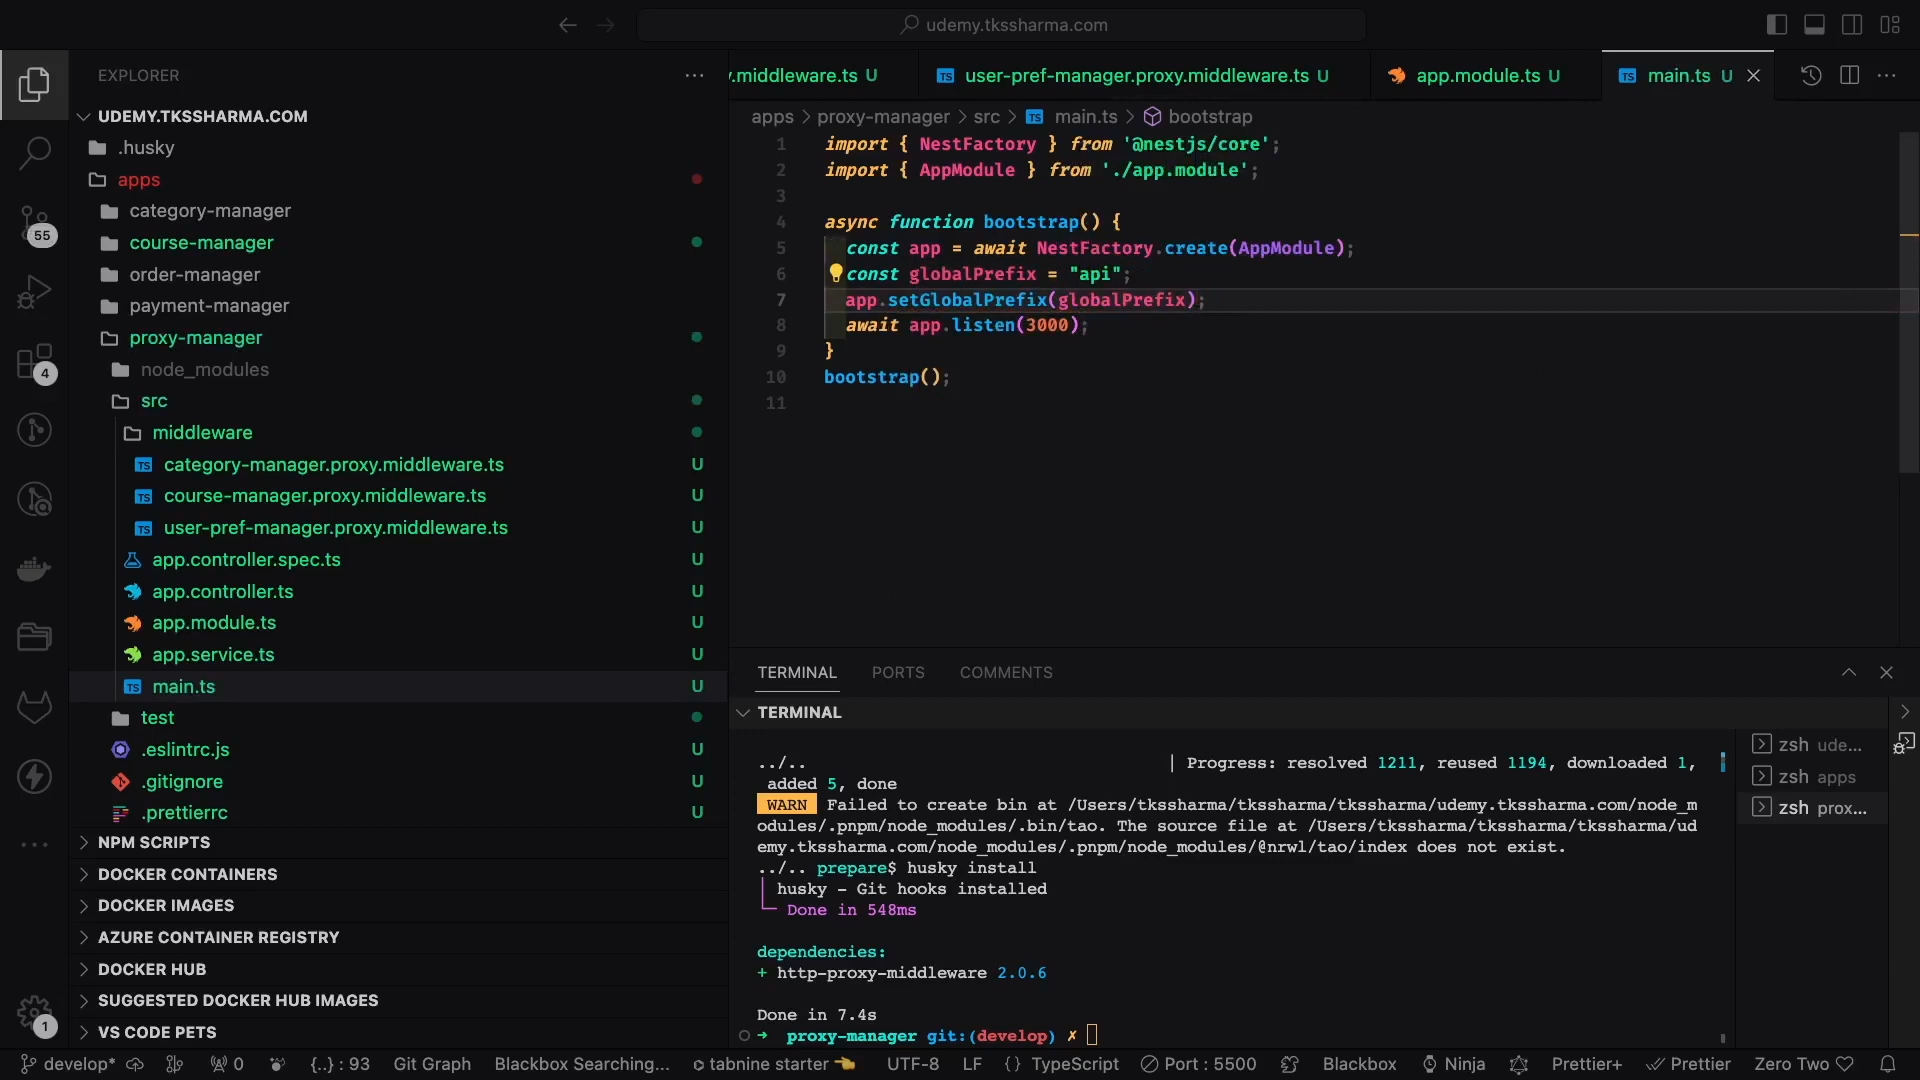 udemy.tkssharma.com
EXPLORER
UDEMY.TKSSHARMA.COM
.husky
apps
category-manager
course-manager
order-manager
payment-manager
proxy-manager
node_modules
src
middleware
category-manager.proxy.middleware.ts U
course-manager.proxy.middleware.ts U
user-pref-manager.proxy.middleware.ts U
app.controller.spec.ts U
app.controller.ts U
app.module.ts U
app.service.ts U
main.ts U
test
.eslintrc.js U
.gitignore U
.prettierrc U
NPM SCRIPTS
DOCKER CONTAINERS
DOCKER IMAGES
AZURE CONTAINER REGISTRY
DOCKER HUB
SUGGESTED DOCKER HUB IMAGES
VS CODE PETS
55
4
1
.middleware.ts U
TS user-pref-manager.proxy.middleware.ts U
app.module.ts U
TS main.ts U
apps > proxy-manager > src > TS main.ts > bootstrap
1 import { NestFactory } from '@nestjs/core';
2 import { AppModule } from './app.module';
3
4 async function bootstrap() {
5 const app = await NestFactory.create(AppModule);
6 const globalPrefix = "api";
7 app.setGlobalPrefix(globalPrefix);
8 await app.listen(3000);
9 }
10 bootstrap();
11
TERMINAL PORTS COMMENTS
TERMINAL
../.. | Progress: resolved 1211, reused 1194, downloaded 1,
added 5, done
WARN Failed to create bin at /Users/tkssharma/tkssharma/tkssharma/udemy.tkssharma.com/node_m
odules/.pnpm/node_modules/.bin/tao. The source file at /Users/tkssharma/tkssharma/tkssharma/ud
emy.tkssharma.com/node_modules/.pnpm/node_modules/@nrwl/tao/index does not exist.
../.. prepare$ husky install
husky - Git hooks installed
Done in 548ms
dependencies:
+ http-proxy-middleware 2.0.6
Done in 7.4s
➜ proxy-manager git:(develop) ✗
zsh ude...
zsh apps
zsh prox...
develop* 0 {..} : 93 Git Graph Blackbox Searching... tabnine starter UTF-8 LF {} TypeScript Port : 5500 Blackbox Ninja Prettier+ Prettier Zero Two